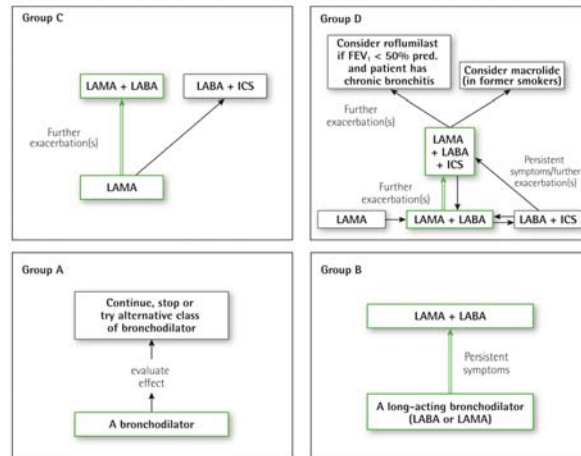 Group C
LAMA + LABA
LABA + ICS
Further
exacerbation(s)
LAMA
Group D
Consider roflumilast
if FEV₁ < 50% pred.
and patient has
chronic bronchitis
Consider macrolide
(in former smokers)
Further
exacerbation(s)
LAMA
+ LABA
+ ICS
Persistent
symptoms/further
exacerbation(s)
Further
exacerbation(s)
LAMA
LAMA + LABA
LABA + ICS
Group A
Continue, stop or
try alternative class
of bronchodilator
evaluate
effect
A bronchodilator
Group B
LAMA + LABA
Persistent
symptoms
A long-acting bronchodilator
(LABA or LAMA)